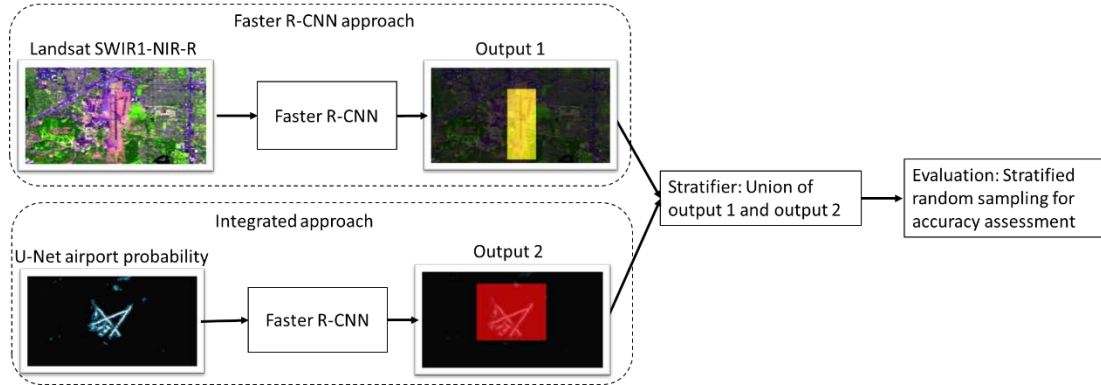 Faster R-CNN approach
Landsat SWIR1-NIR-R
Output 1
Faster R-CNN
Integrated approach
U-Net airport probability
Output 2
Faster R-CNN
Stratifier: Union of
output 1 and output 2
Evaluation: Stratified
random sampling for
accuracy assessment